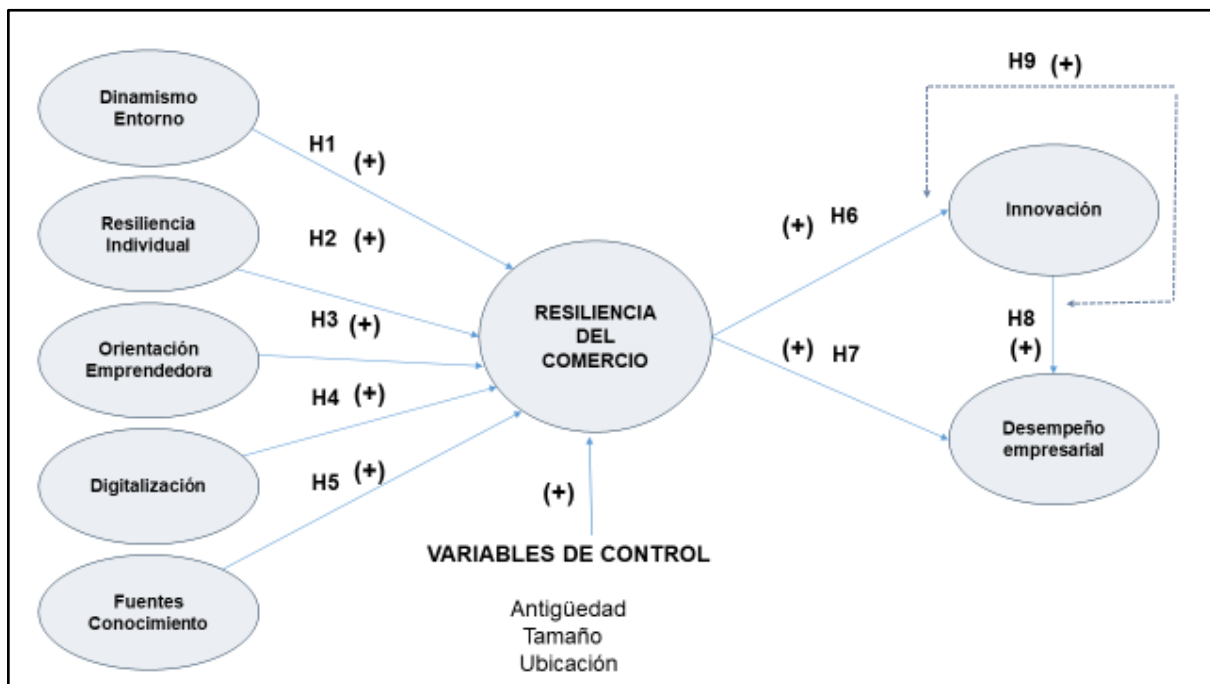 Dinamismo
Entorno
Resiliencia
Individual
Orientación
Emprendedora
Digitalización
Fuentes
Conocimiento
H1 (+)
H2 (+)
H3 (+)
H4 (+)
H5 (+)
RESILIENCIA
DEL
COMERCIO
(+)
VARIABLES DE CONTROL
Antigüedad
Tamaño
Ubicación
(+) H6
(+) H7
H9 (+)
Innovación
H8
(+)
Desempeño
empresarial